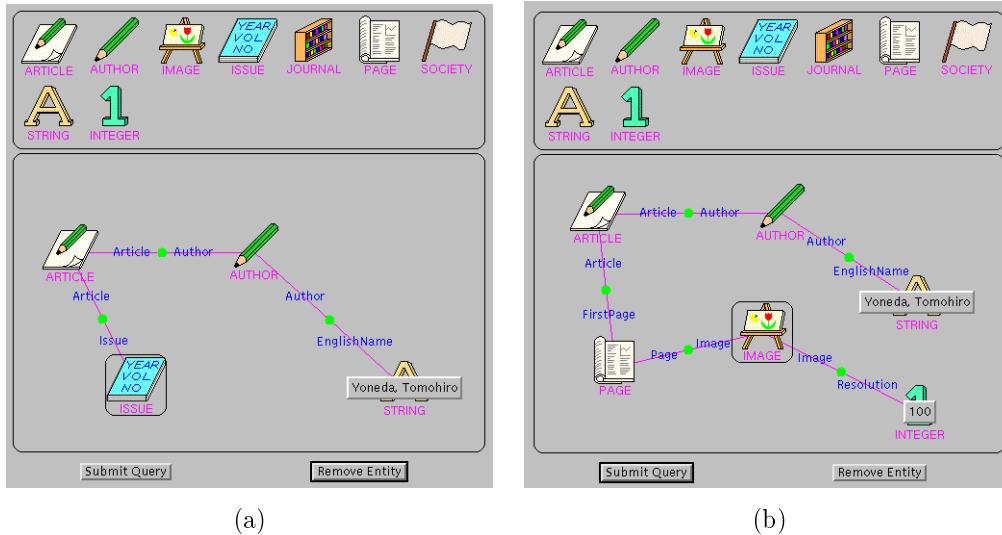 YEAR
VOL
NO
ARTICLE AUTHOR IMAGE ISSUE JOURNAL PAGE SOCIETY
A 1
STRING INTEGER
Article Author
ARTICLE AUTHOR
Article Author
Issue EnglishName
YEAR
VOL
NO
Yoneda, Tomohiro
ISSUE STRING
Submit Query Remove Entity
(a)
YEAR
VOL
NO
ARTICLE AUTHOR IMAGE ISSUE JOURNAL PAGE SOCIETY
A 1
STRING INTEGER
Article Author
ARTICLE AUTHOR
Author
Article
EnglishName
Yoneda, Tomohiro
FirstPage
STRING
Page Image
IMAGE Image
PAGE
Resolution
100
INTEGER
Submit Query Remove Entity
(b)